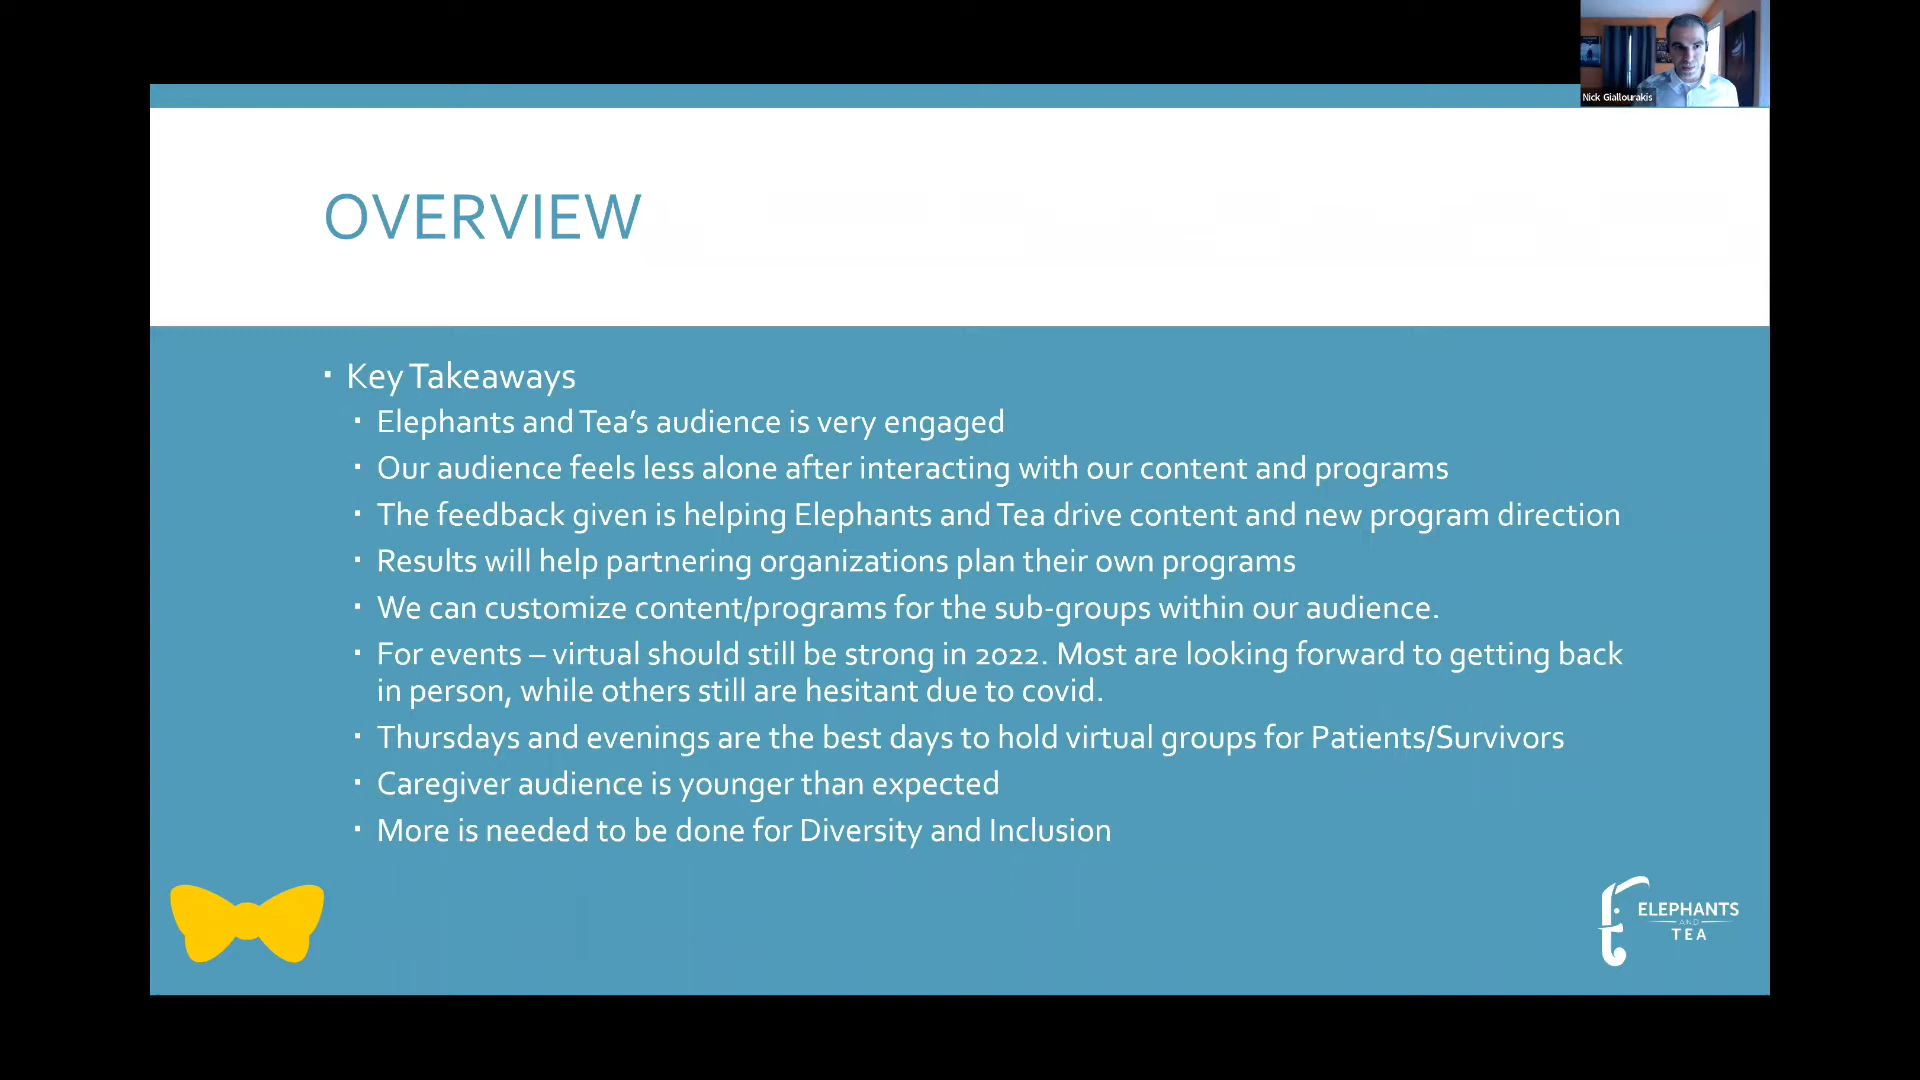 Nick Giallourakis
OVERVIEW
▪ Key Takeaways
▪ Elephants and Tea’s audience is very engaged
▪ Our audience feels less alone after interacting with our content and programs
▪ The feedback given is helping Elephants and Tea drive content and new program direction
▪ Results will help partnering organizations plan their own programs
▪ We can customize content/programs for the sub-groups within our audience.
▪ For events – virtual should still be strong in 2022. Most are looking forward to getting back
in person, while others still are hesitant due to covid.
▪ Thursdays and evenings are the best days to hold virtual groups for Patients/Survivors
▪ Caregiver audience is younger than expected
▪ More is needed to be done for Diversity and Inclusion
ELEPHANTS
AND
TEA